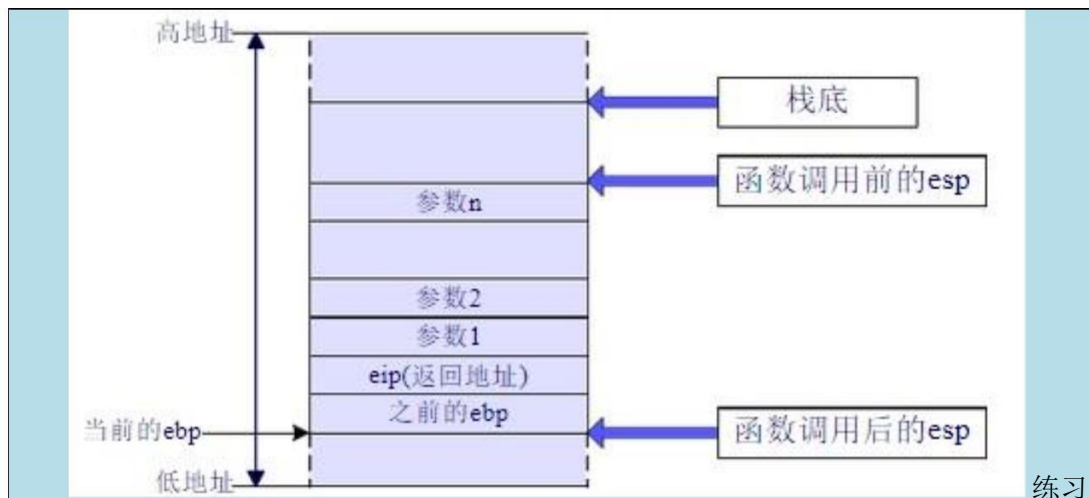 高地址
栈底
函数调用前的esp
参数n
参数2
参数1
eip(返回地址)
之前的ebp
当前的ebp
函数调用后的esp
低地址
练习